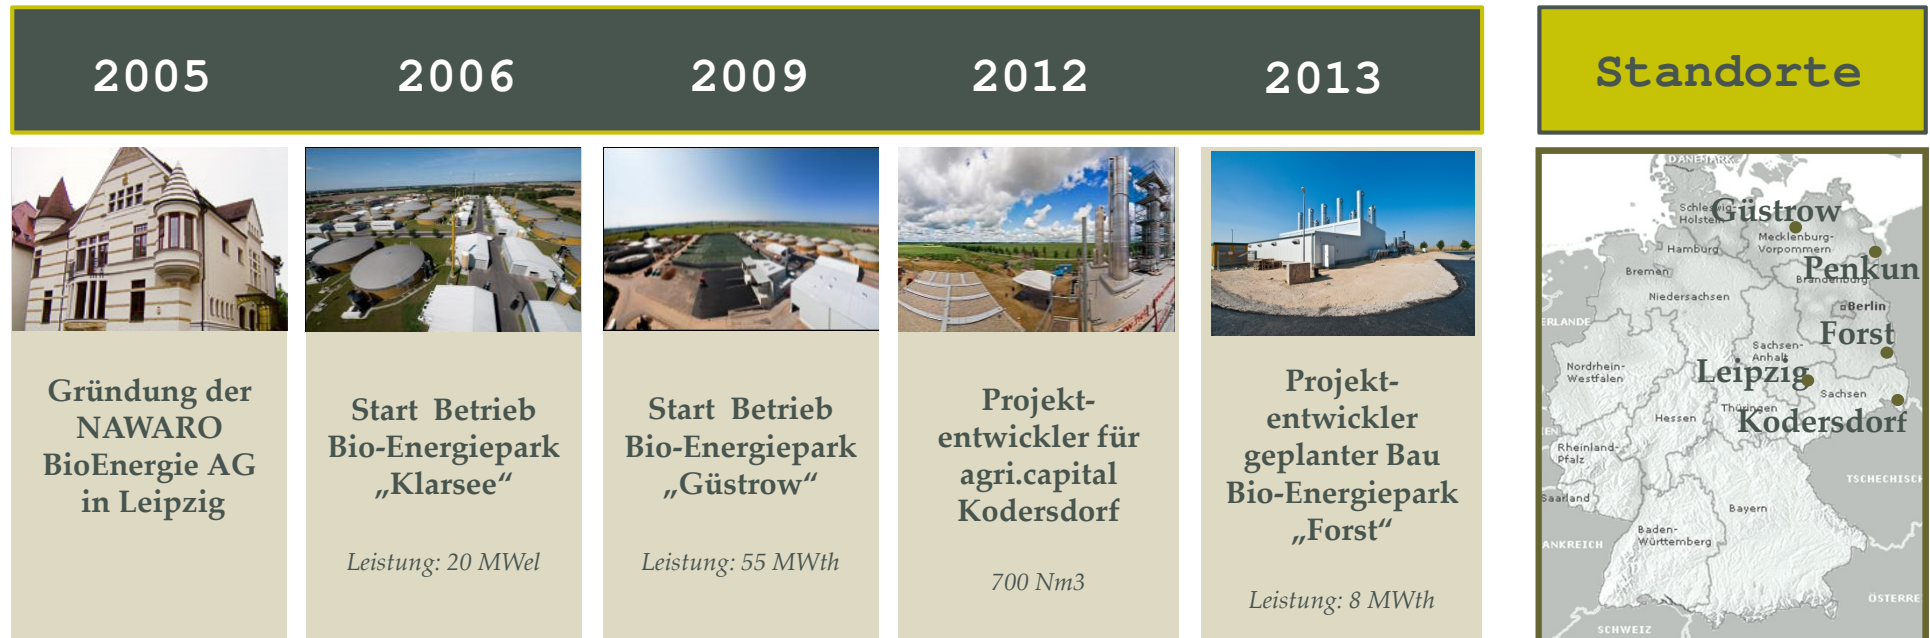 2005
2006
2009
2012
2013
Standorte
Gründung der
NAWARO
BioEnergie AG
in Leipzig
Start Betrieb
Bio-Energiepark
„Klarsee“
Leistung: 20 MWel
Start Betrieb
Bio-Energiepark
„Güstrow“
Leistung: 55 MWth
Projekt-
entwickler für
agri.capital
Kodersdorf
700 Nm3
Projekt-
entwickler
geplanter Bau
Bio-Energiepark
„Forst“
Leistung: 8 MWth
DÄNEMARK
Schleswig-
Holstein
Güstrow
Mecklenburg-
Vorpommern
Hamburg
Penkun
Bremen
Brandenburg
Niedersachsen
Berlin
ERLANDE
Forst
Sachsen-
Anhalt
Nordrhein-
Westfalen
Leipzig
Sachsen
Hessen
Thüringen
Kodersdorf
Rheinland-
Pfalz
TSCHECHISCH
Saarland
Bayern
Baden-
Württemberg
ANKREICH
ÖSTERRE
SCHWEIZ